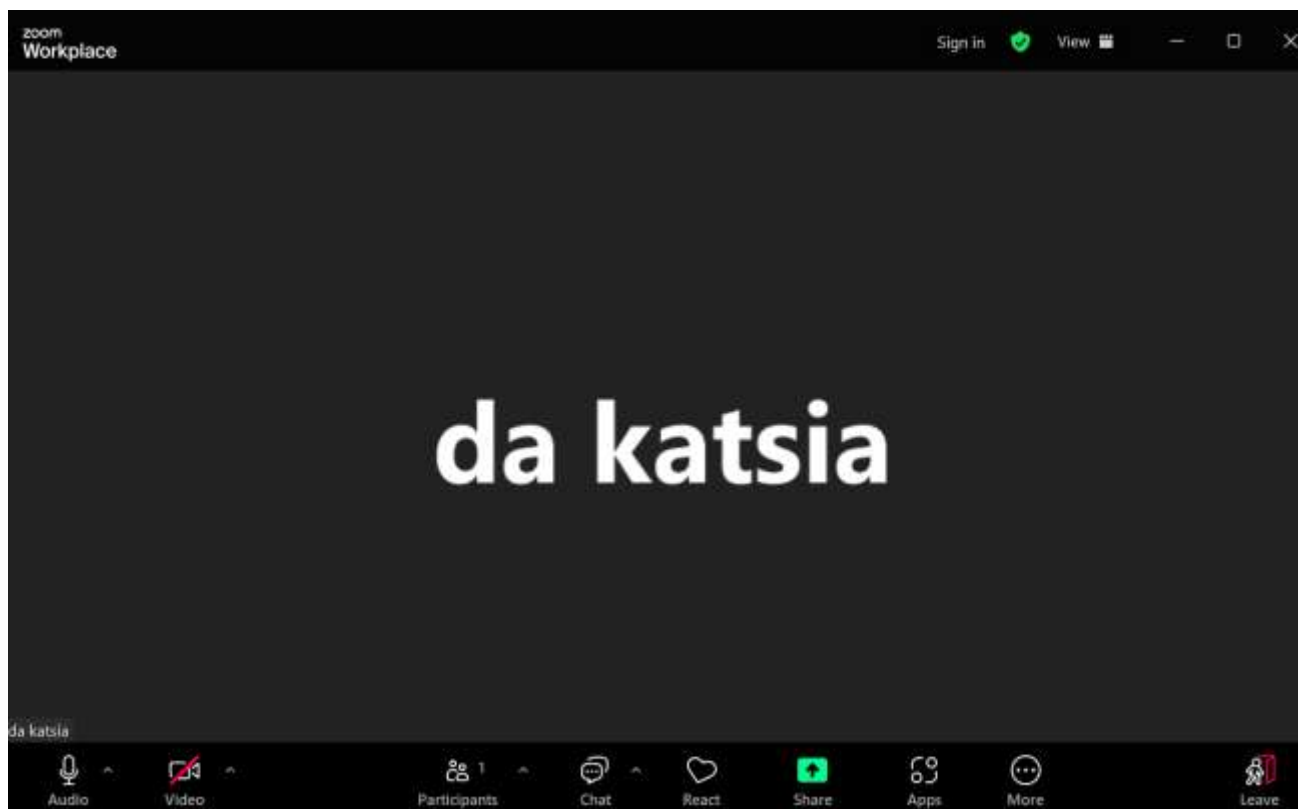 zoom
Workplace
Sign in View
da katsia
da katsia
Audio Video Participants 1 Chat React Share Apps More Leave